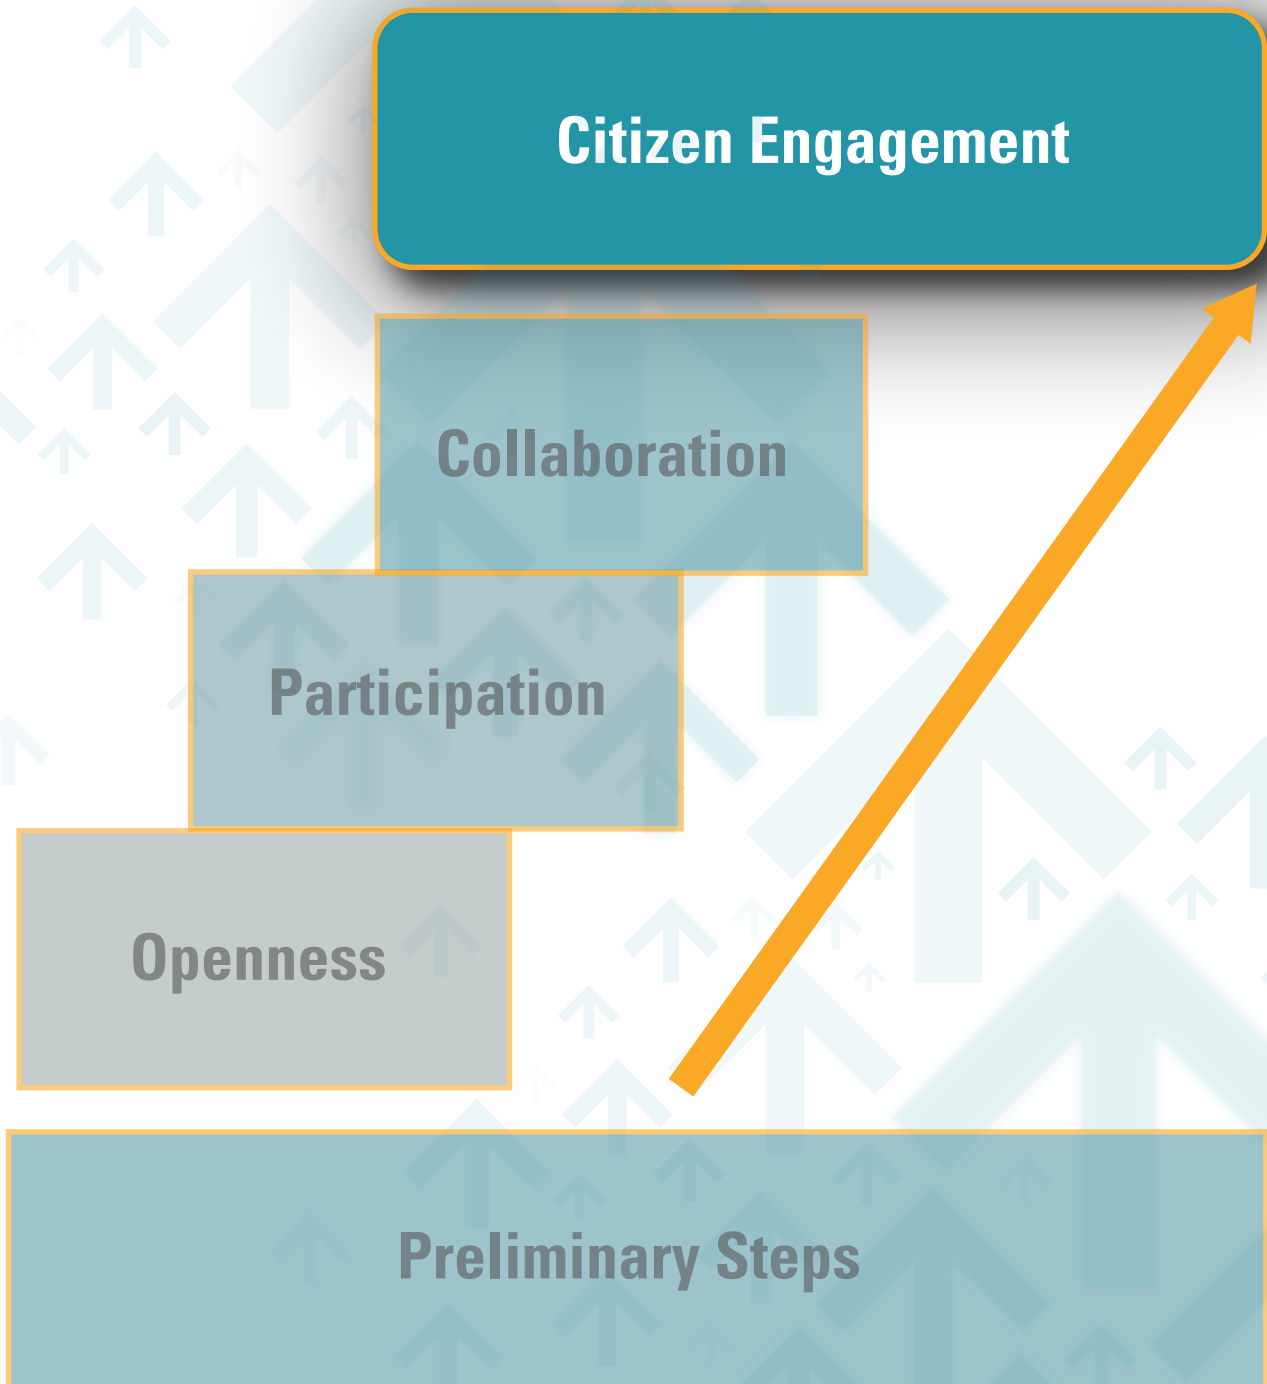 Citizen Engagement
Collaboration
Participation
Openness
Preliminary Steps